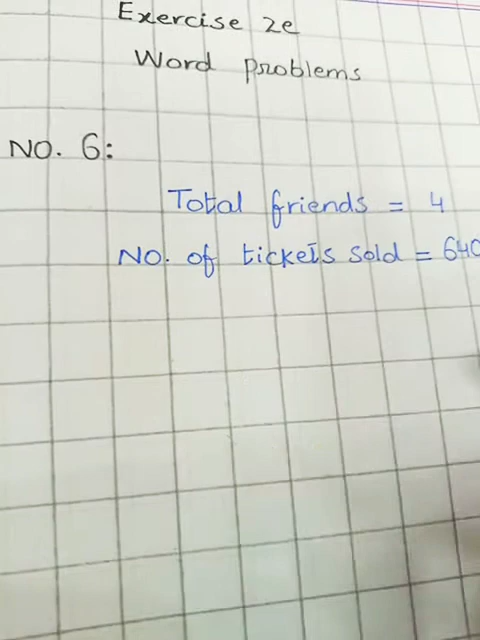 Exercise 2e
Word problems
NO. 6:
Total friends = 4
NO. of tickets sold = 640